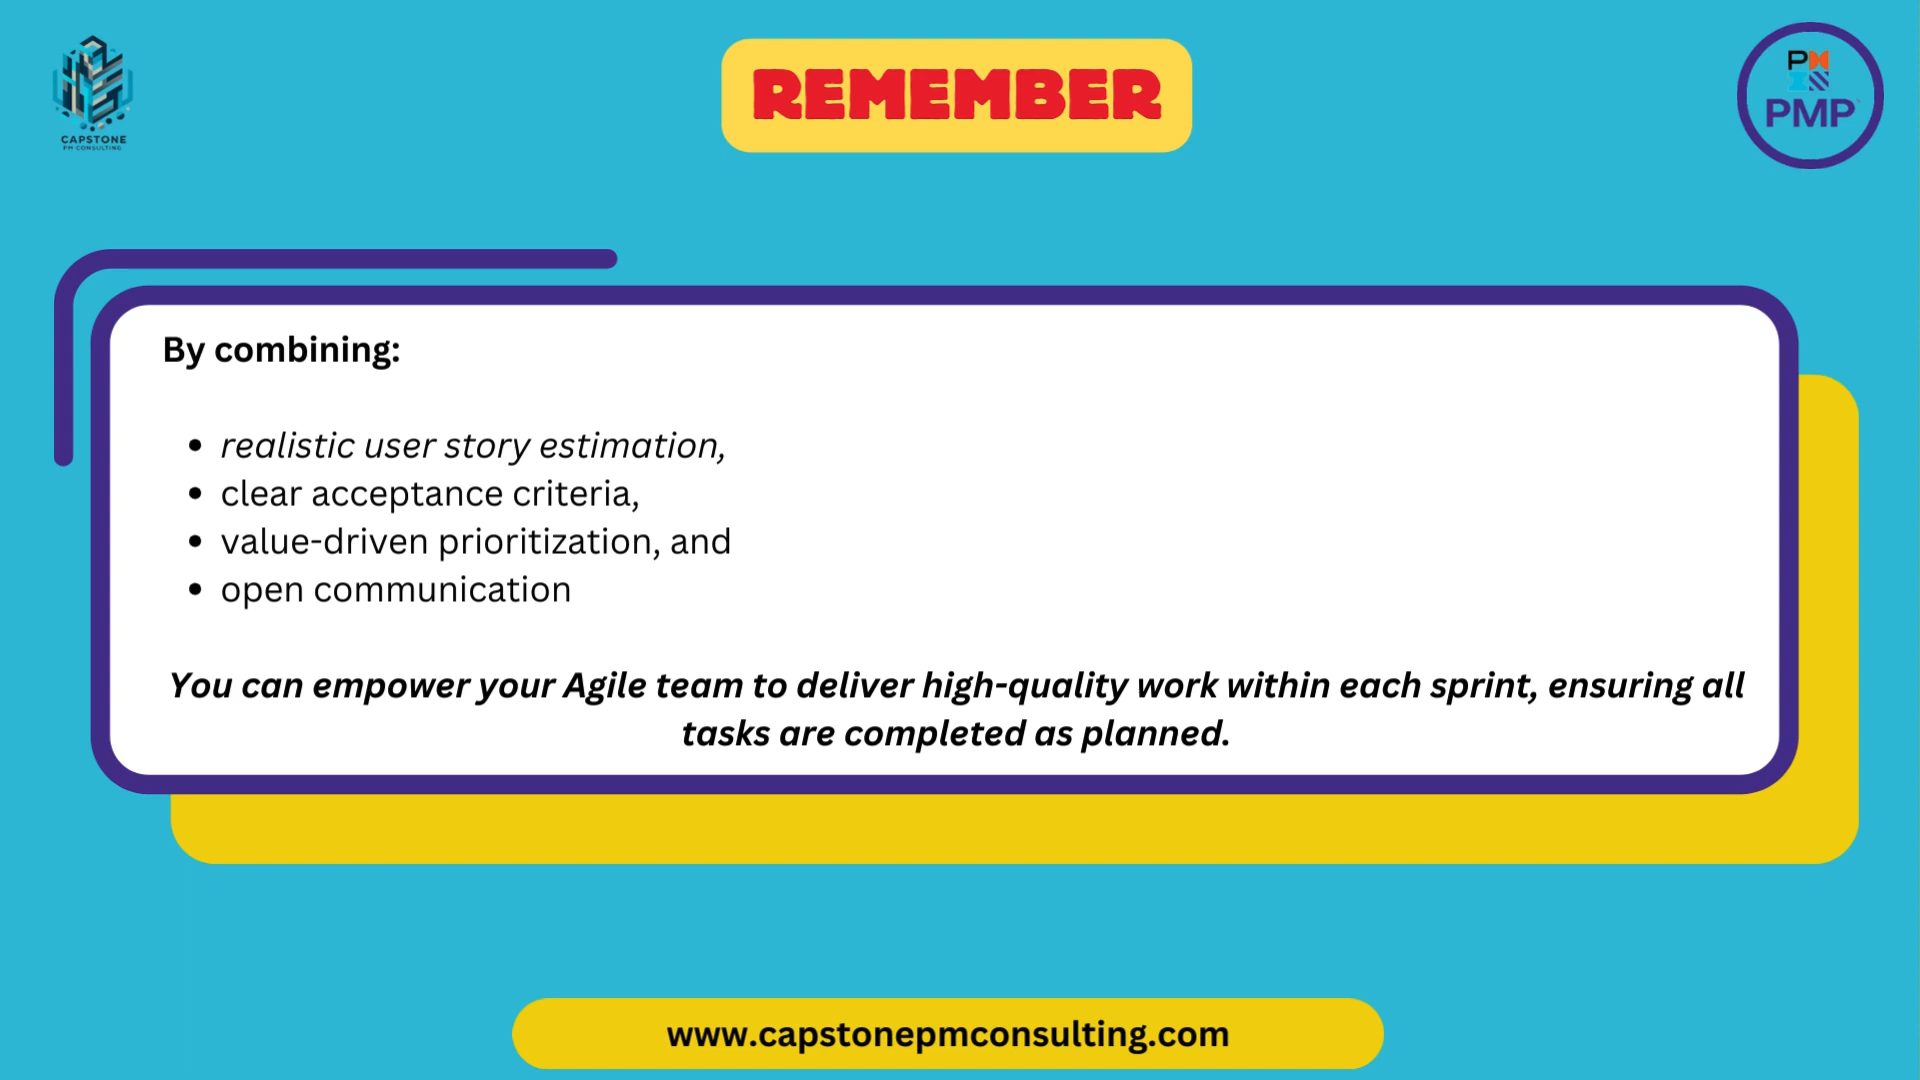 CAPSTONE
PM CONSULTING
REMEMBER
PMP
By combining:
• realistic user story estimation,
• clear acceptance criteria,
• value-driven prioritization, and
• open communication
You can empower your Agile team to deliver high-quality work within each sprint, ensuring all
tasks are completed as planned.
www.capstonepmconsulting.com